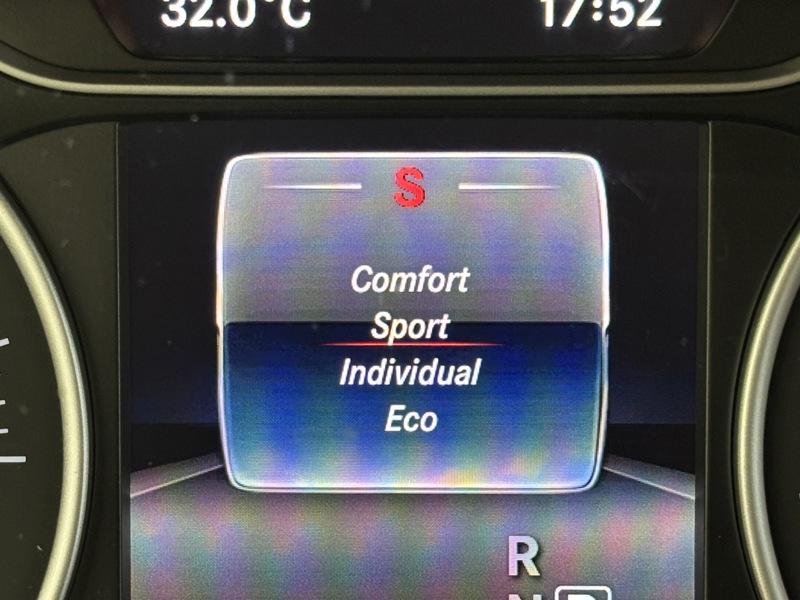 32.0°C 17:52
S
Comfort
Sport
Individual
Eco
R
N D